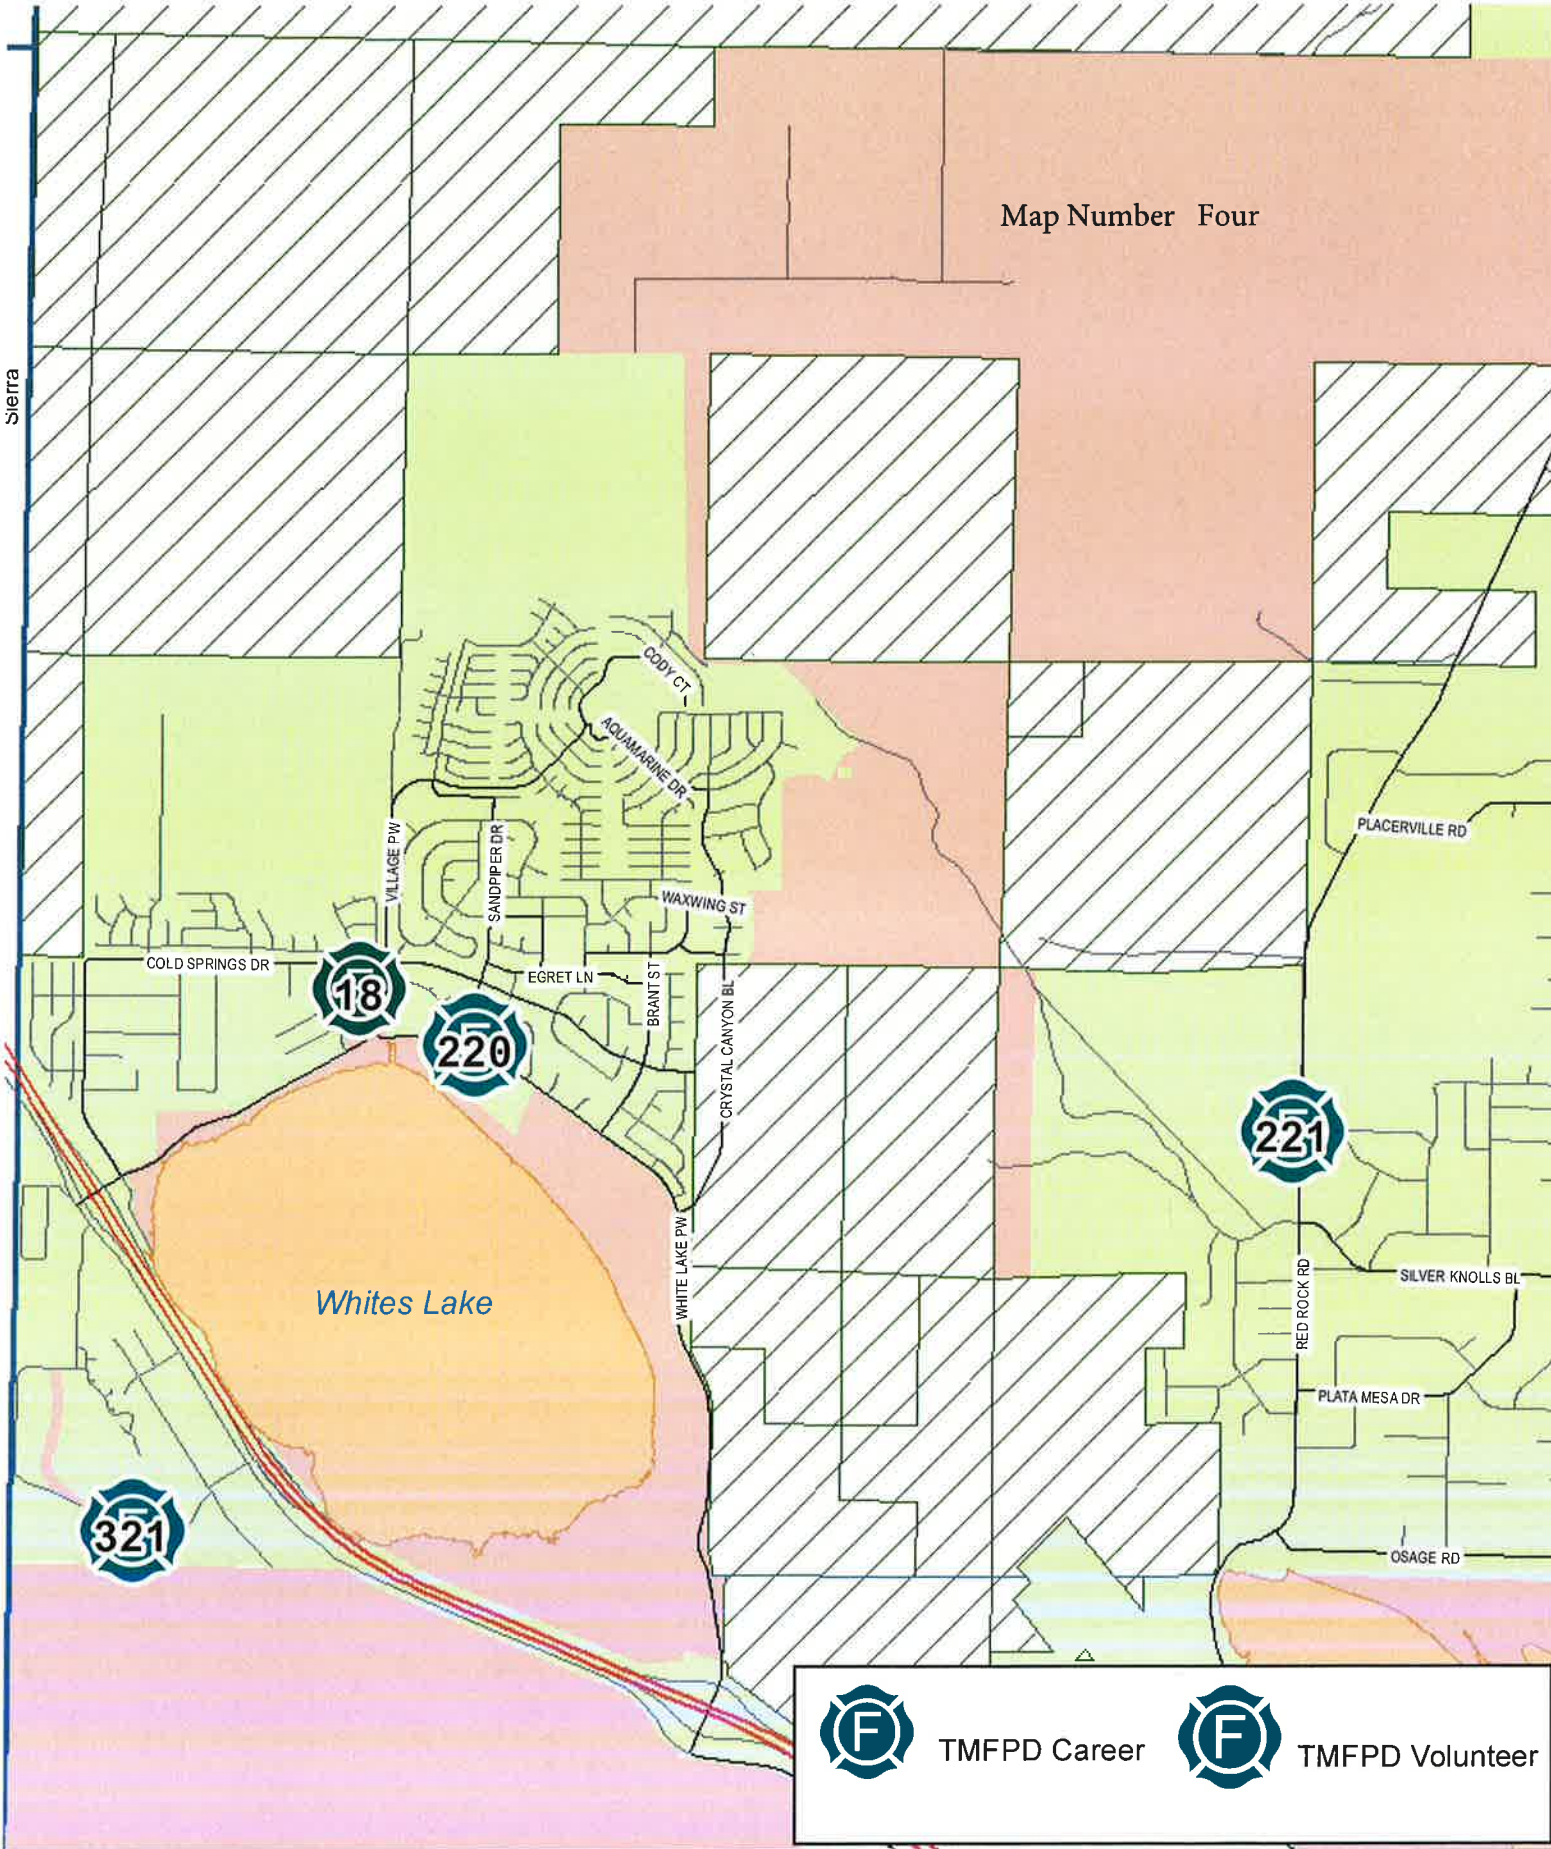 Map Number Four
Sierra
CODY CT
AQUAMARINE DR
VILLAGE PW
SANDPIPER DR
PLACERVILLE RD
WAXWING ST
COLD SPRINGS DR
18
EGRET LN
BRANT ST
CRYSTAL CANYON BL
220
221
WHITE LAKE PW
Whites Lake
RED ROCK RD
SILVER KNOLLS BL
PLATA MESA DR
321
OSAGE RD
F
TMFPD Career
F
TMFPD Volunteer